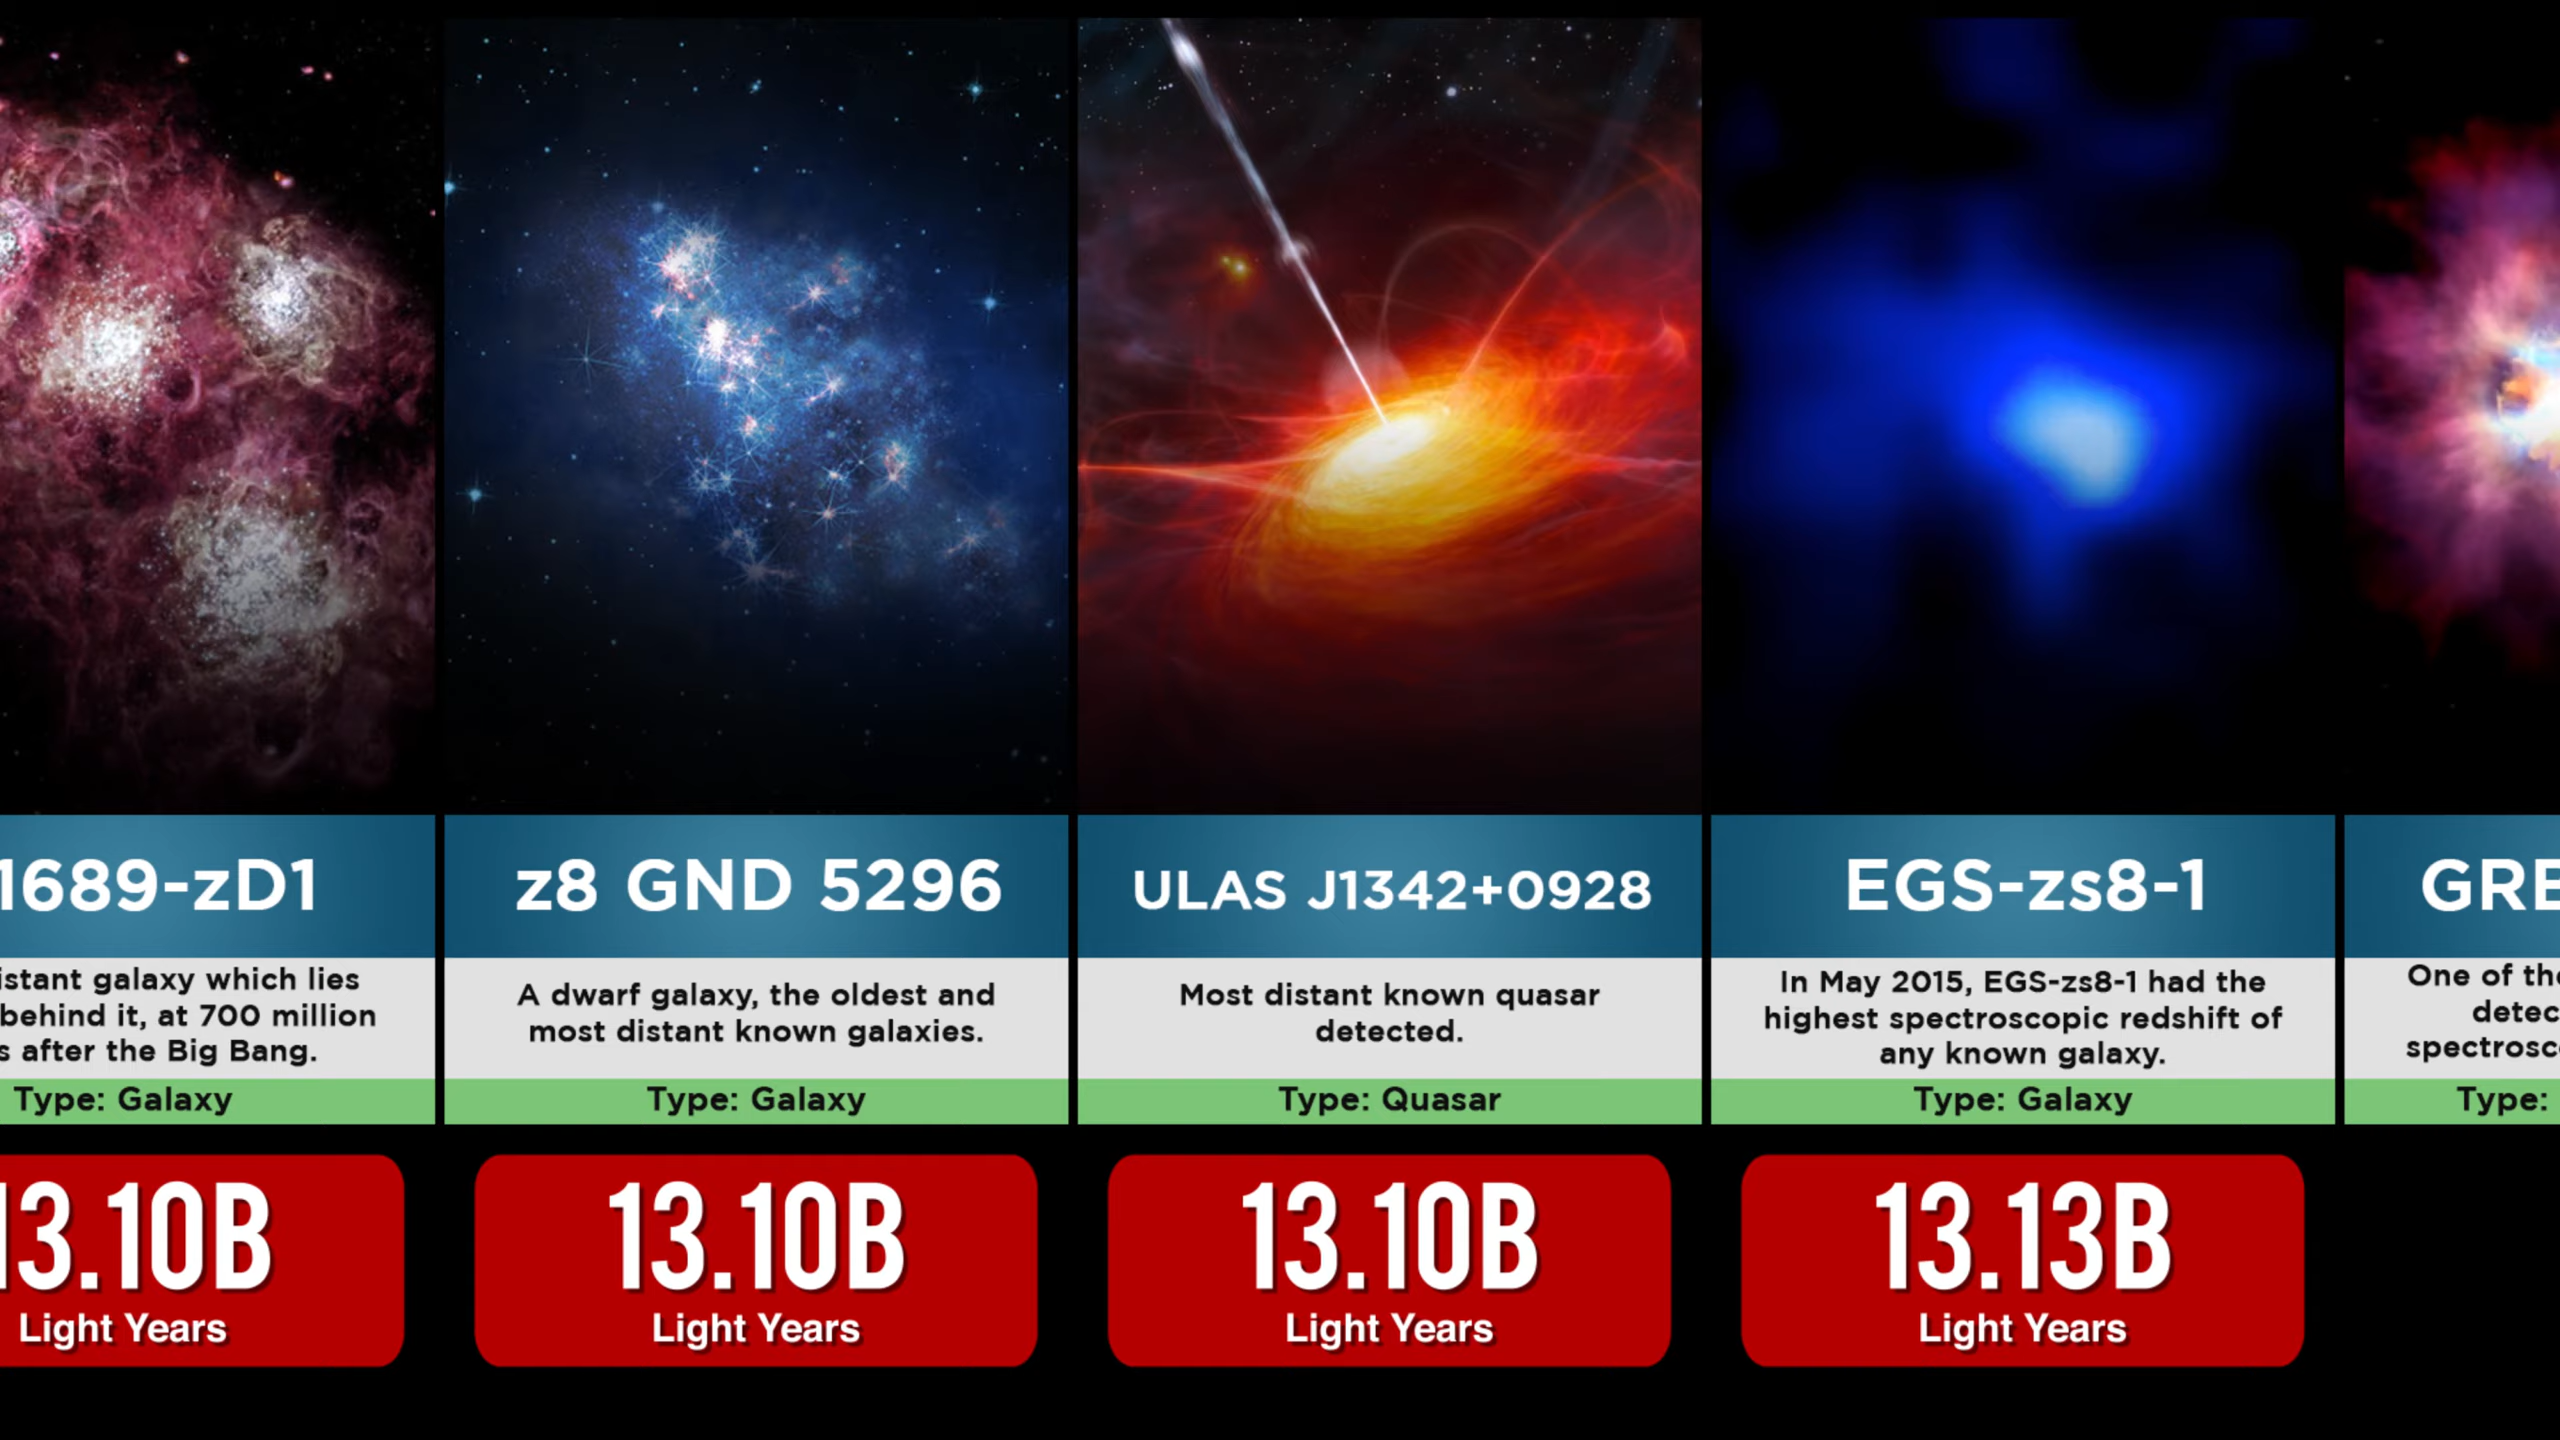 1689-zD1
istant galaxy which lies
behind it, at 700 million
s after the Big Bang.
Type: Galaxy
13.10B
Light Years
z8 GND 5296
A dwarf galaxy, the oldest and
most distant known galaxies.
Type: Galaxy
13.10B
Light Years
ULAS J1342+0928
Most distant known quasar
detected.
Type: Quasar
13.10B
Light Years
EGS-zs8-1
In May 2015, EGS-zs8-1 had the
highest spectroscopic redshift of
any known galaxy.
Type: Galaxy
13.13B
Light Years
GRB
One of the
detec
spectrosc
Type: